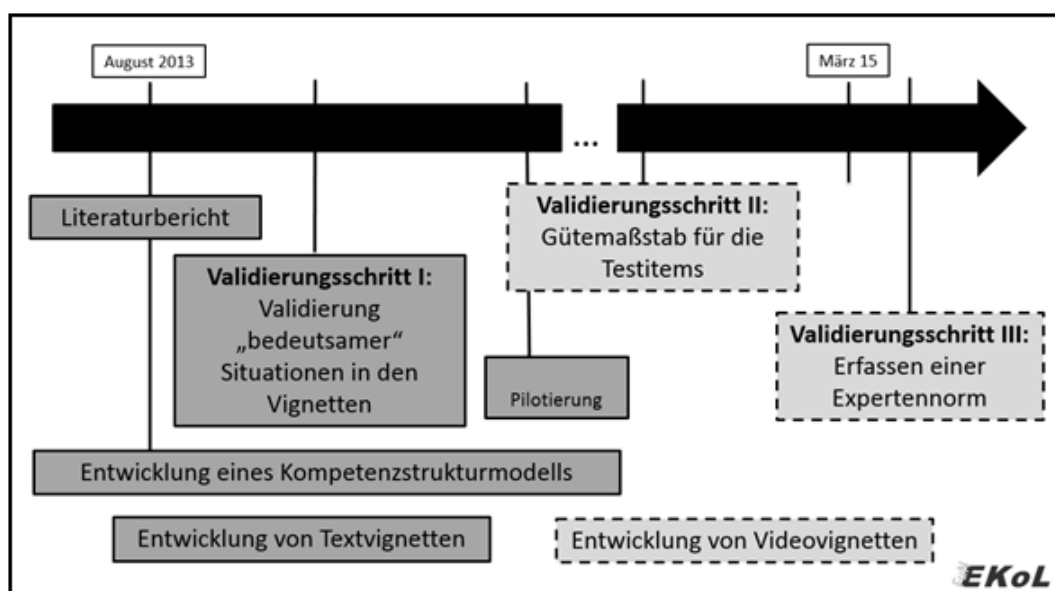 August 2013
März 15
...
Literaturbericht
Validierungsschritt I:
Validierung
„bedeutsamer“
Situationen in den
Vignetten
Validierungsschritt II:
Gütemaßstab für die
Testitems
Pilotierung
Validierungsschritt III:
Erfassen einer
Expertennorm
Entwicklung eines Kompetenzstrukturmodells
Entwicklung von Textvignetten
Entwicklung von Videovignetten
EKoL